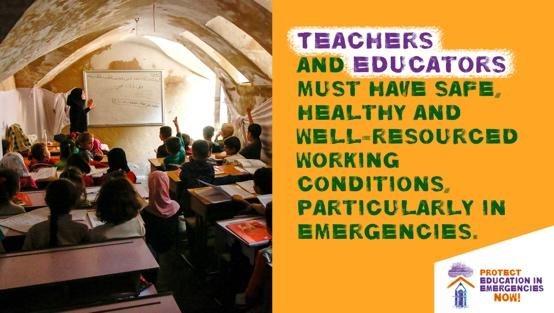 TEACHERS
AND EDUCATORS
MUST HAVE SAFE,
HEALTHY AND
WELL-RESOURCED
WORKING
CONDITIONS,
PARTICULARLY IN
EMERGENCIES.
PROTECT
EDUCATION IN
EMERGENCIES
NOW!